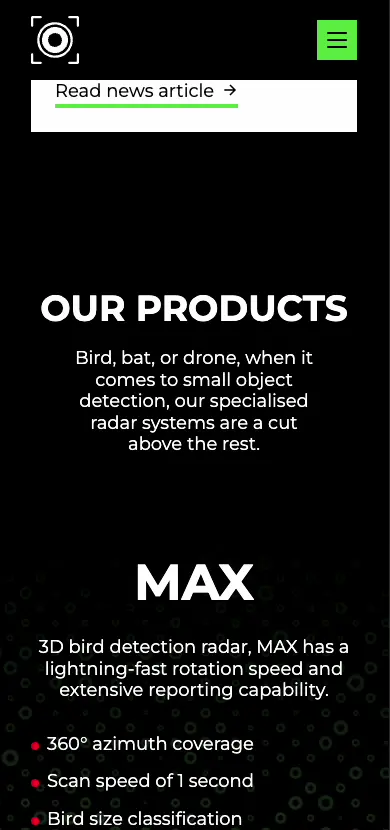 Read news article →
OUR PRODUCTS
Bird, bat, or drone, when it
comes to small object
detection, our specialised
radar systems are a cut
above the rest.
MAX
3D bird detection radar, MAX has a
lightning-fast rotation speed and
extensive reporting capability.
360° azimuth coverage
Scan speed of 1 second
Bird size classification